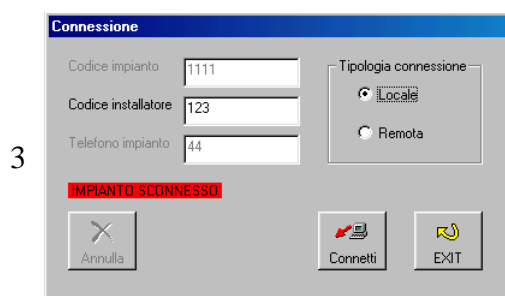 Connessione
Codice impianto 1111
Tipologia connessione
Locale
Codice installatore 123
Remota
Telefono impianto 44
3
IMPIANTO SCONNESSO
Annulla Connetti EXIT